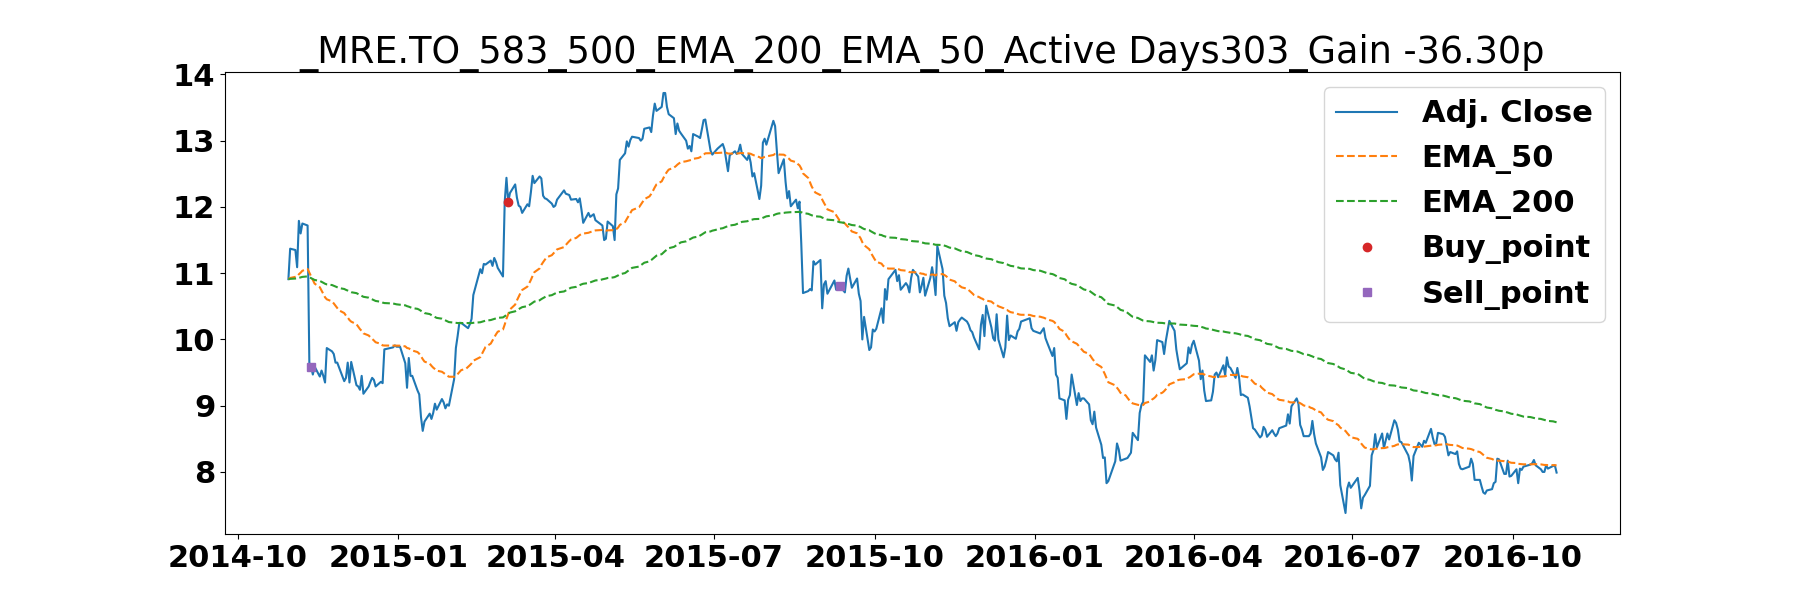 _MRE.TO_583_500_EMA_200_EMA_50_Active Days303_Gain -36.30p
14
13
12
11
10
9
8
Adj. Close
EMA_50
EMA_200
Buy_point
Sell_point
2014-10 2015-01 2015-04 2015-07 2015-10 2016-01 2016-04 2016-07 2016-10